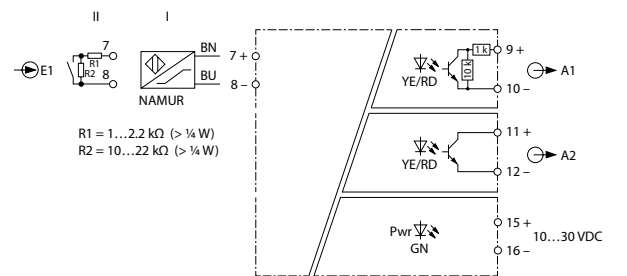 II
I
7
R1
R2
8
E1
BN
7 +
BU
8 –
NAMUR
R1 = 1…2.2 kΩ (> ¼ W)
R2 = 10…22 kΩ (> ¼ W)
1 k
10 k
9 +
YE/RD
10 –
A1
11 +
YE/RD
12 –
A2
Pwr
GN
15 +
16 –
10…30 VDC